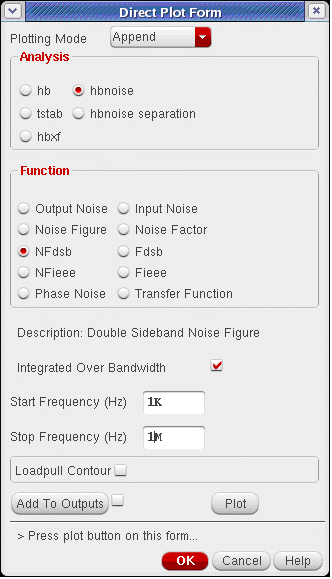 Direct Plot Form
Plotting Mode Append
Analysis
hb hbnoise
tstab hbnoise separation
hbxf
Function
Output Noise Input Noise
Noise Figure Noise Factor
NFdsb Fdsb
NFieee Fieee
Phase Noise Transfer Function
Description: Double Sideband Noise Figure
Integrated Over Bandwidth
Start Frequency (Hz) 1K
Stop Frequency (Hz) 1M
Loadpull Contour
Add To Outputs Plot
> Press plot button on this form...
OK Cancel Help